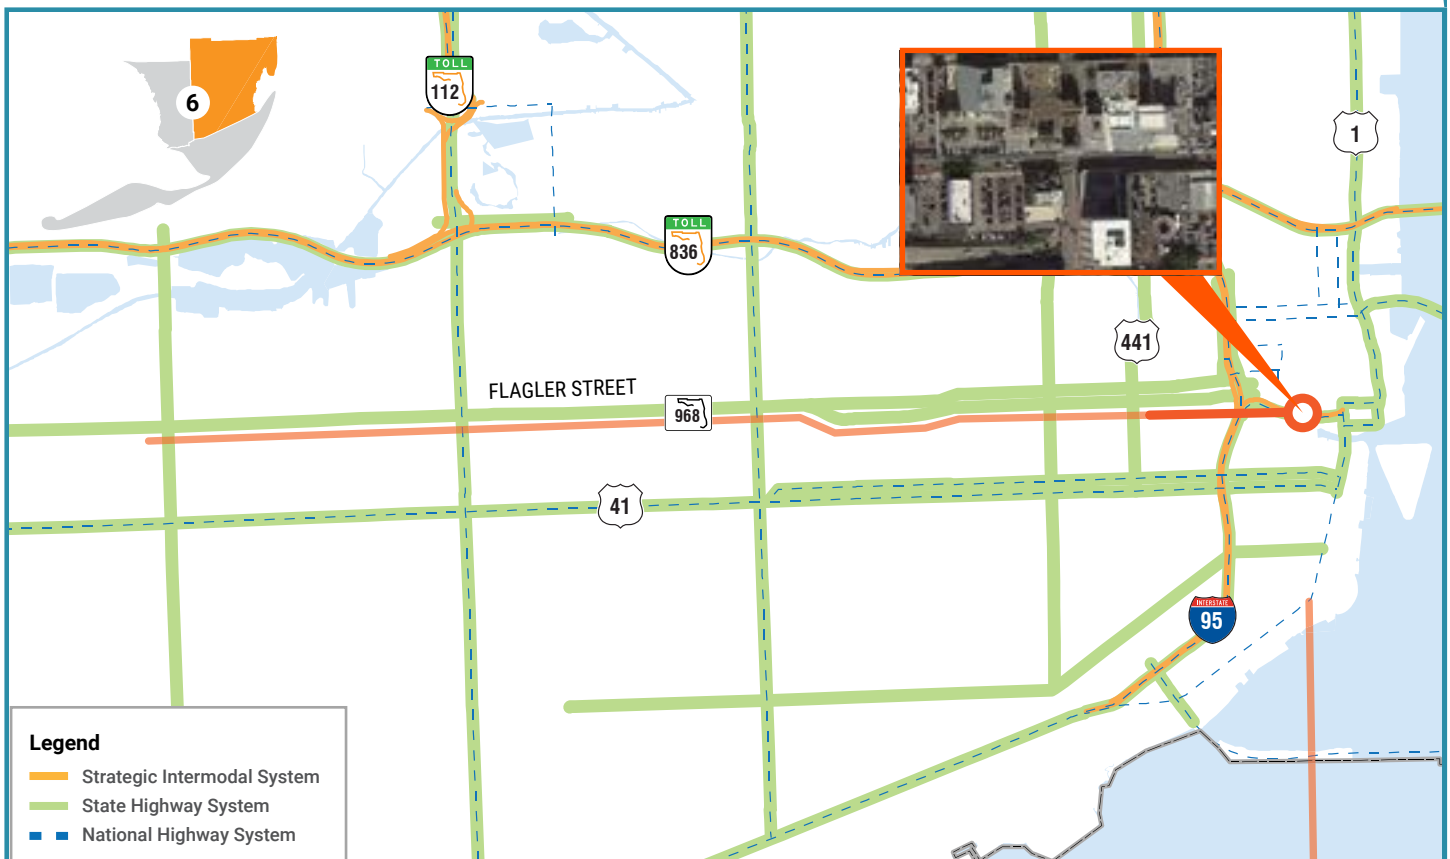 TOLL
112
6
1
TOLL
836
441
FLAGLER STREET
968
41
INTERSTATE
95
Legend
Strategic Intermodal System
State Highway System
National Highway System